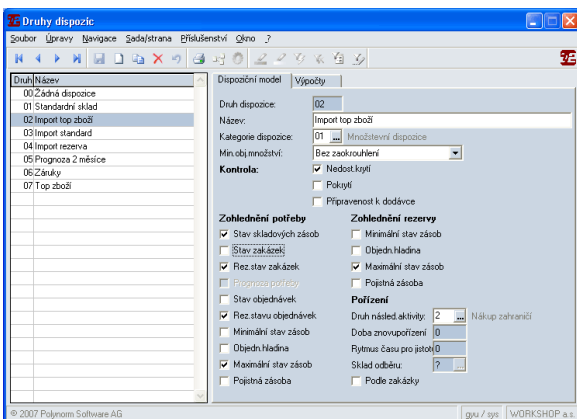 Druhy dispozic
Soubor Úpravy Navigace Sada/strana Příslušenství Okno ?
Druh Název
00 Žádná dispozice
01 Standardní sklad
02 Import top zboží
03 Import standard
04 Import rezerva
05 Prognoza 2 měsíce
06 Záruky
07 Top zboží
Dispoziční model Výpočty
Druh dispozice: 02
Název: Import top zboží
Kategorie dispozice: 01 ... Množstevní dispozice
Min.obj.množství: Bez zaokrouhlení
Kontrola: Nedost.krytí
Pokrytí
Připravenost k dodávce
Zohlednění potřeby Zohlednění rezervy
Stav skladových zásob Minimální stav zásob
Stav zakázek Objedn.hladina
Rez.stav zakázek Maximální stav zásob
Prognoza potřeby Pojistná zásoba
Stav objednávek Pořízení
Rez.stavu objednávek Druh násled.aktivity: 2 ... Nákup zahraničí
Minimální stav zásob Doba znovupořízení 0
Objedn.hladina Rytmus času pro jistotu 0
Maximální stav zásob Sklad odběru: ? ...
Pojistná zásoba Podle zakázky
© 2007 Polynorm Software AG gyu / sys WORKSHOP a.s.